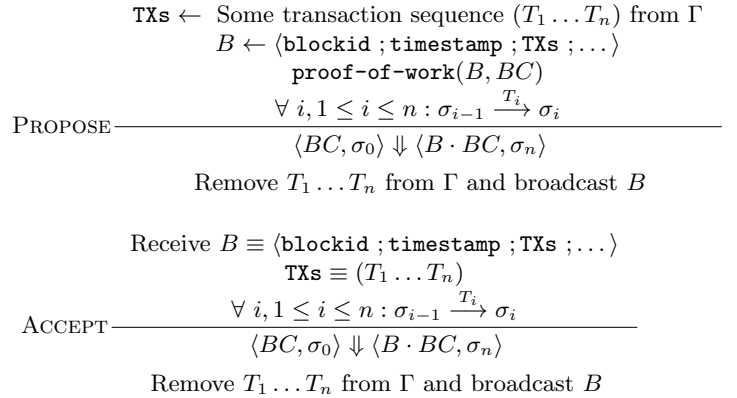 TXs ← Some transaction sequence (T₁ … Tₙ) from Γ
B ← ⟨blockid ; timestamp ; TXs ; …⟩
proof-of-work(B, BC)
∀ i, 1 ≤ i ≤ n : σᵢ₋₁ —Tᵢ→ σᵢ
PROPOSE
⟨BC, σ₀⟩ ⇓ ⟨B · BC, σₙ⟩
Remove T₁ … Tₙ from Γ and broadcast B
Receive B ≡ ⟨blockid ; timestamp ; TXs ; …⟩
TXs ≡ (T₁ … Tₙ)
∀ i, 1 ≤ i ≤ n : σᵢ₋₁ —Tᵢ→ σᵢ
ACCEPT
⟨BC, σ₀⟩ ⇓ ⟨B · BC, σₙ⟩
Remove T₁ … Tₙ from Γ and broadcast B